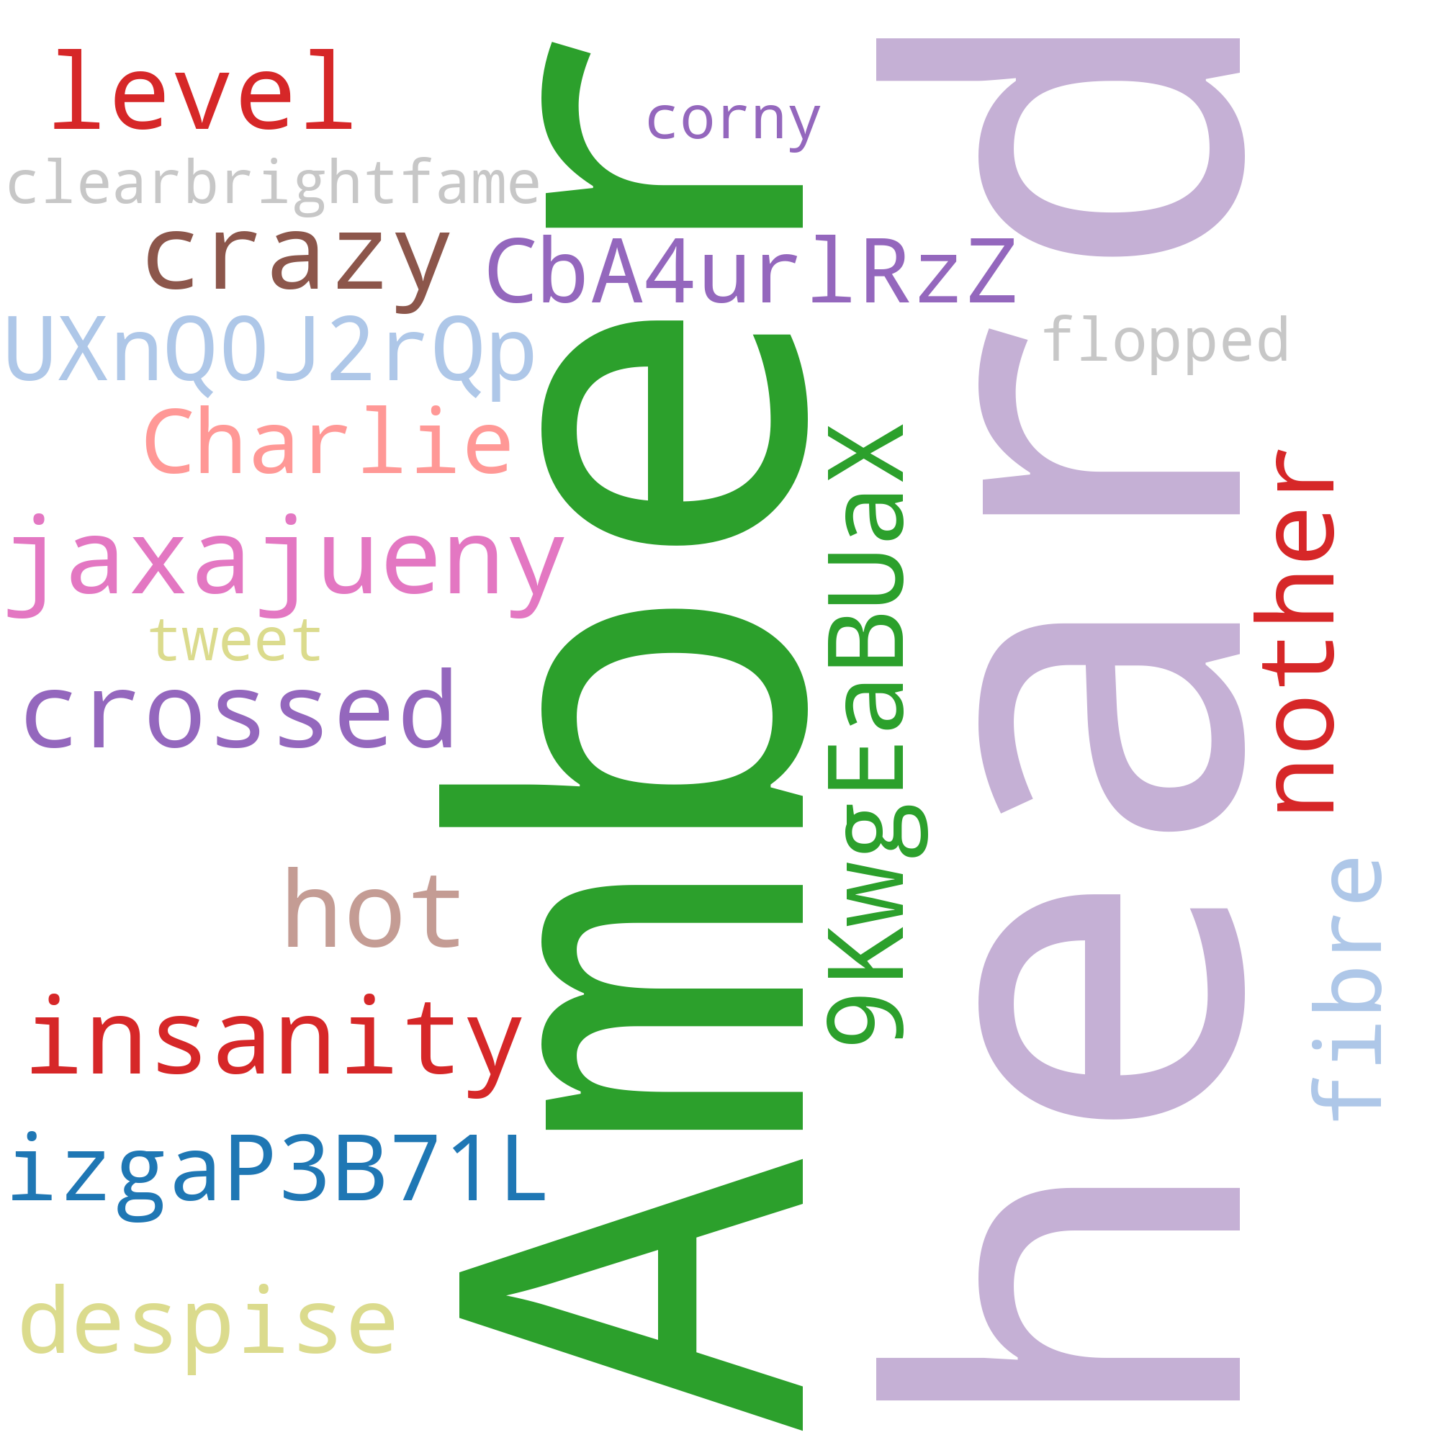 level
corny
clearbrightfame
crazy
CbA4urlRzZ
UXnQ0J2rQp
flopped
Charlie
jaxajueny
tweet
crossed
Amber
9KwgEaBUaX
heard
nother
hot
fibre
insanity
izgaP3B71L
despise